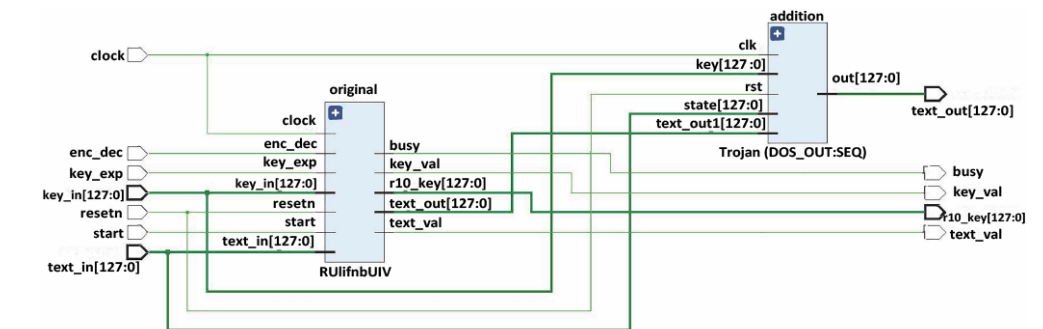 addition
clock
clk
key[127:0]
rst
state[127:0]
text_out1[127:0]
out[127:0]
text_out[127:0]
Trojan (DOS_OUT:SEQ)
original
clock
enc_dec
enc_dec
busy
busy
key_exp
key_exp
key_val
key_val
key_in[127:0]
key_in[127:0]
r10_key[127:0]
r10_key[127:0]
resetn
resetn
text_out[127:0]
start
start
text_val
text_val
text_in[127:0]
text_in[127:0]
RUlifnbUIV